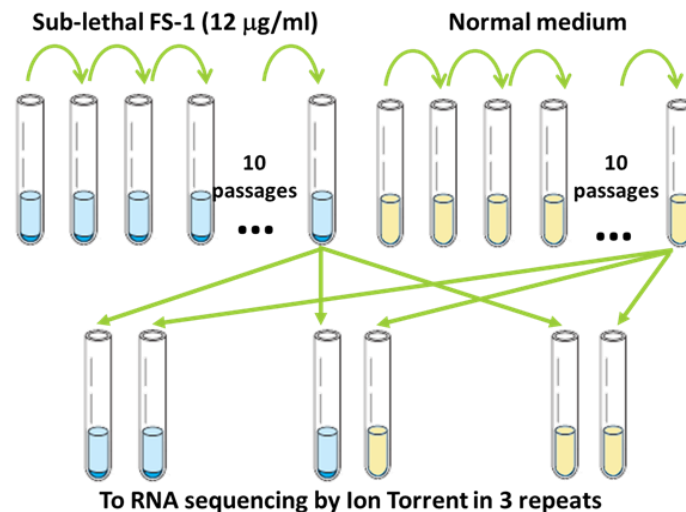 Sub-lethal FS-1 (12 μg/ml)
Normal medium
10
passages
...
10
passages
...
To RNA sequencing by Ion Torrent in 3 repeats